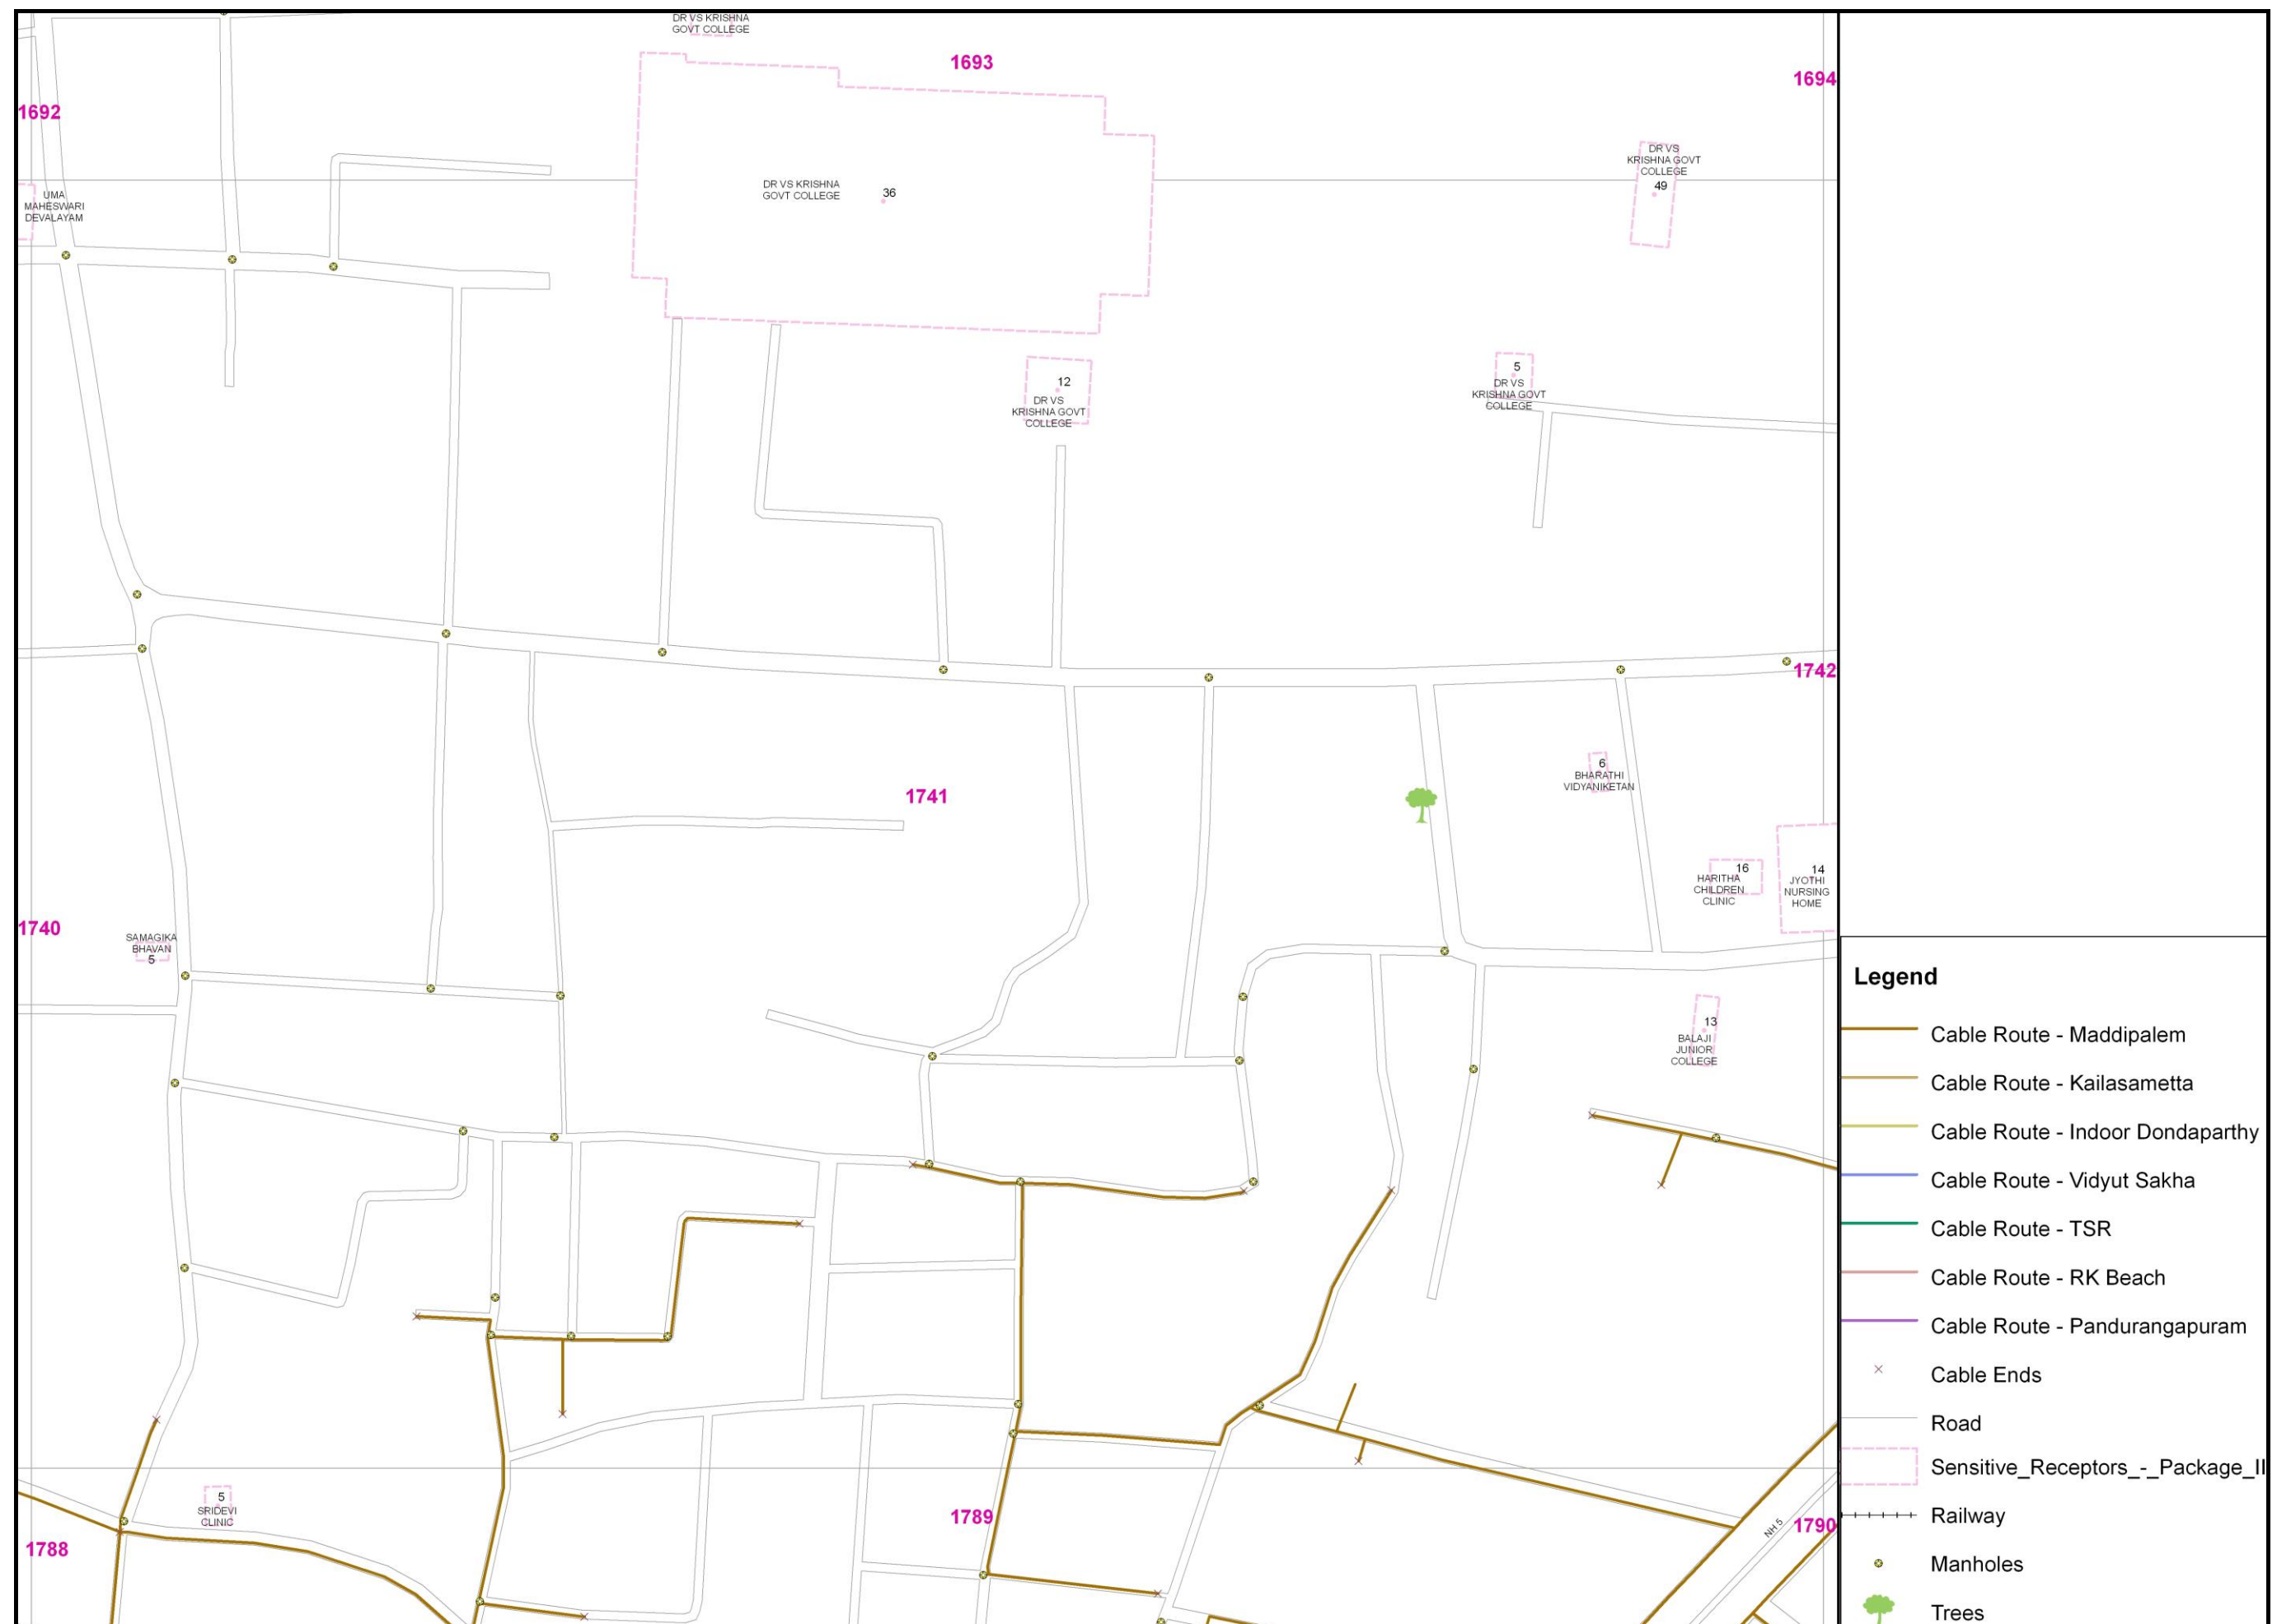 DR VS KRISHNA
GOVT COLLEGE
1693
1694
1692
DR VS
KRISHNA GOVT
COLLEGE
49
DR VS KRISHNA
GOVT COLLEGE
36
UMA
MAHESWARI
DEVALAYAM
5
DR VS
KRISHNA GOVT
COLLEGE
12
DR VS
KRISHNA GOVT
COLLEGE
1742
6
BHARATHI
VIDYANIKETAN
1741
16
HARITHA
CHILDREN
CLINIC
14
JYOTHI
NURSING
HOME
1740
SAMAGIKA
BHAVAN
5
13
BALAJI
JUNIOR
COLLEGE
5
SRIDEVI
CLINIC
1789
NH 5
1790
1788
Legend
Cable Route - Maddipalem
Cable Route - Kailasametta
Cable Route - Indoor Dondaparthy
Cable Route - Vidyut Sakha
Cable Route - TSR
Cable Route - RK Beach
Cable Route - Pandurangapuram
Cable Ends
Road
Sensitive_Receptors_-_Package_II
Railway
Manholes
Trees